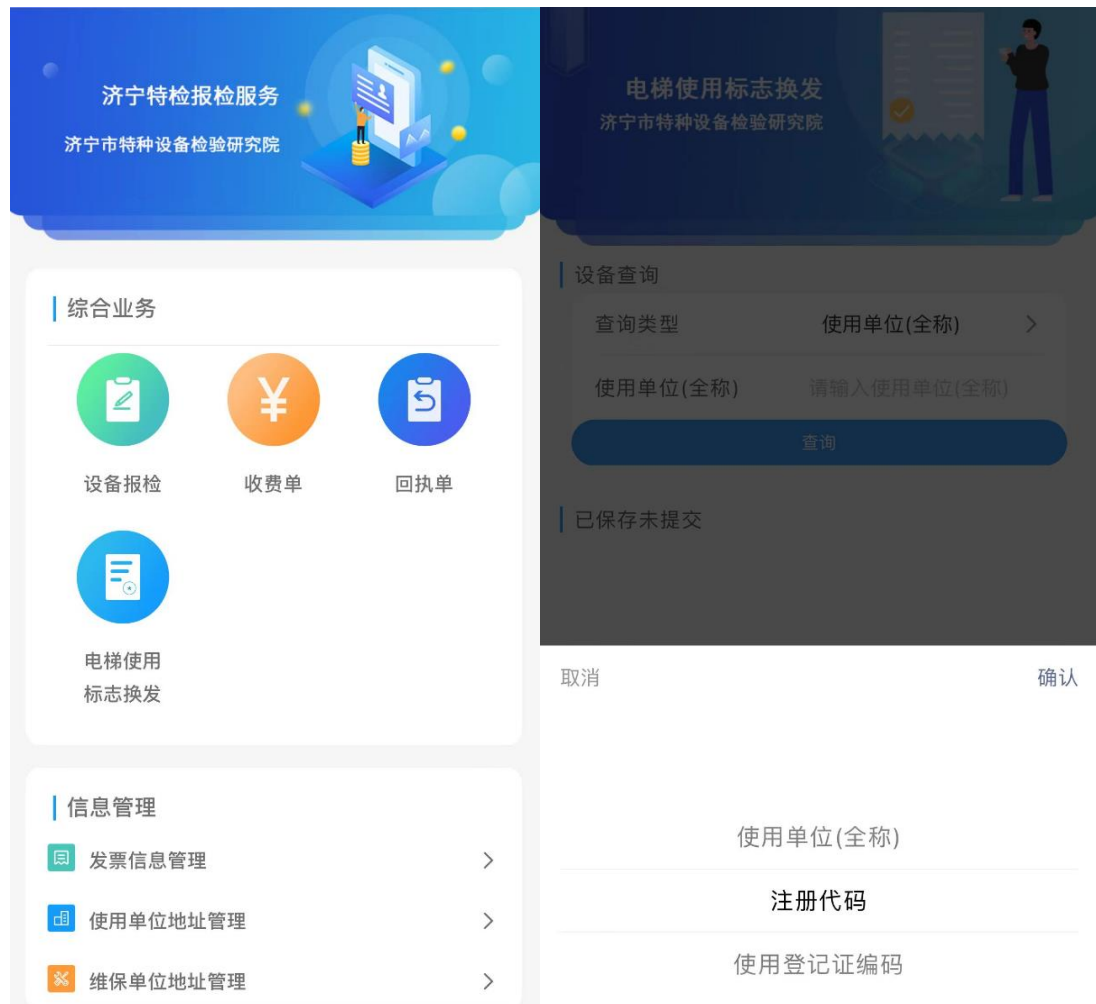 济宁特检报检服务
济宁市特种设备检验研究院
综合业务
设备报检
收费单
回执单
电梯使用
标志换发
信息管理
发票信息管理
使用单位地址管理
维保单位地址管理
电梯使用标志换发
济宁市特种设备检验研究院
设备查询
查询类型 使用单位(全称)
使用单位(全称) 请输入使用单位(全称)
查询
已保存未提交
取消 确认
使用单位(全称)
注册代码
使用登记证编码